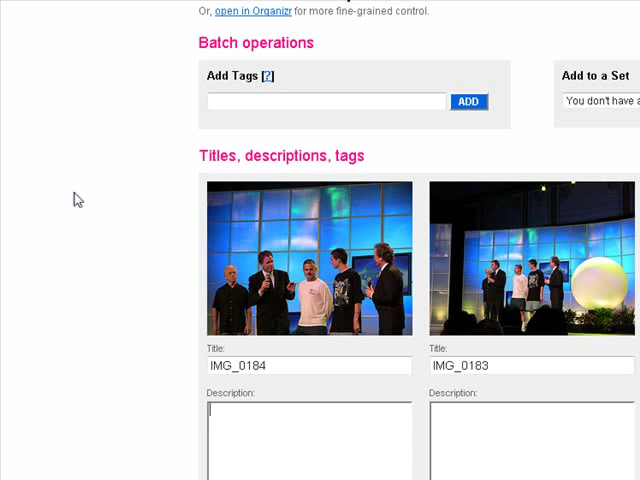 Or, open in Organizr for more fine-grained control.
Batch operations
Add Tags [?]
Add to a Set
ADD
You don't have a
Titles, descriptions, tags
Title:
Title:
IMG_0184
IMG_0183
Description:
Description: